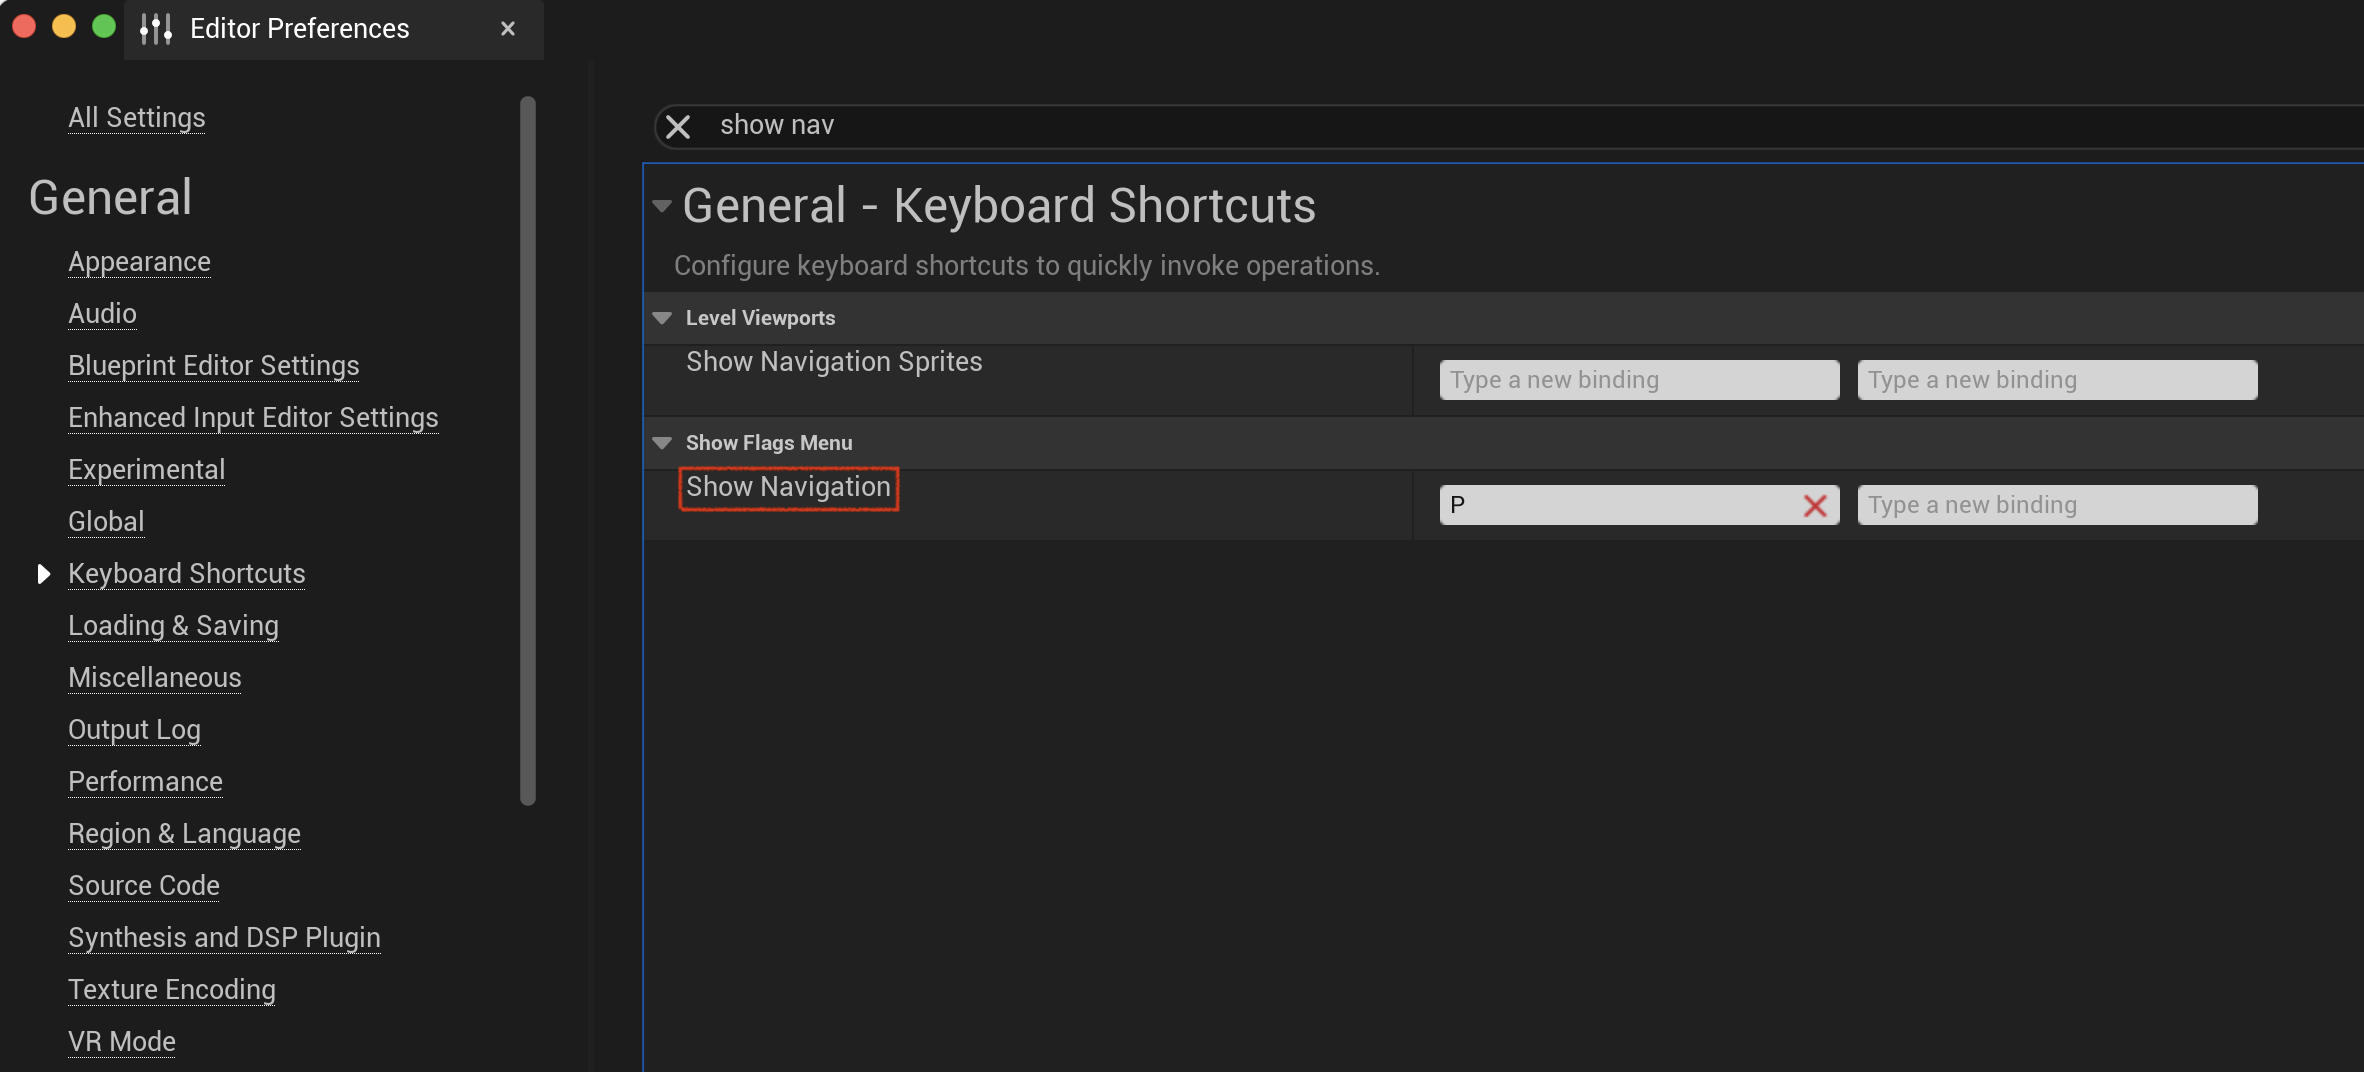 Editor Preferences
All Settings
General
Appearance
Audio
Blueprint Editor Settings
Enhanced Input Editor Settings
Experimental
Global
Keyboard Shortcuts
Loading & Saving
Miscellaneous
Output Log
Performance
Region & Language
Source Code
Synthesis and DSP Plugin
Texture Encoding
VR Mode
show nav
General - Keyboard Shortcuts
Configure keyboard shortcuts to quickly invoke operations.
Level Viewports
Show Navigation Sprites Type a new binding Type a new binding
Show Flags Menu
Show Navigation P Type a new binding